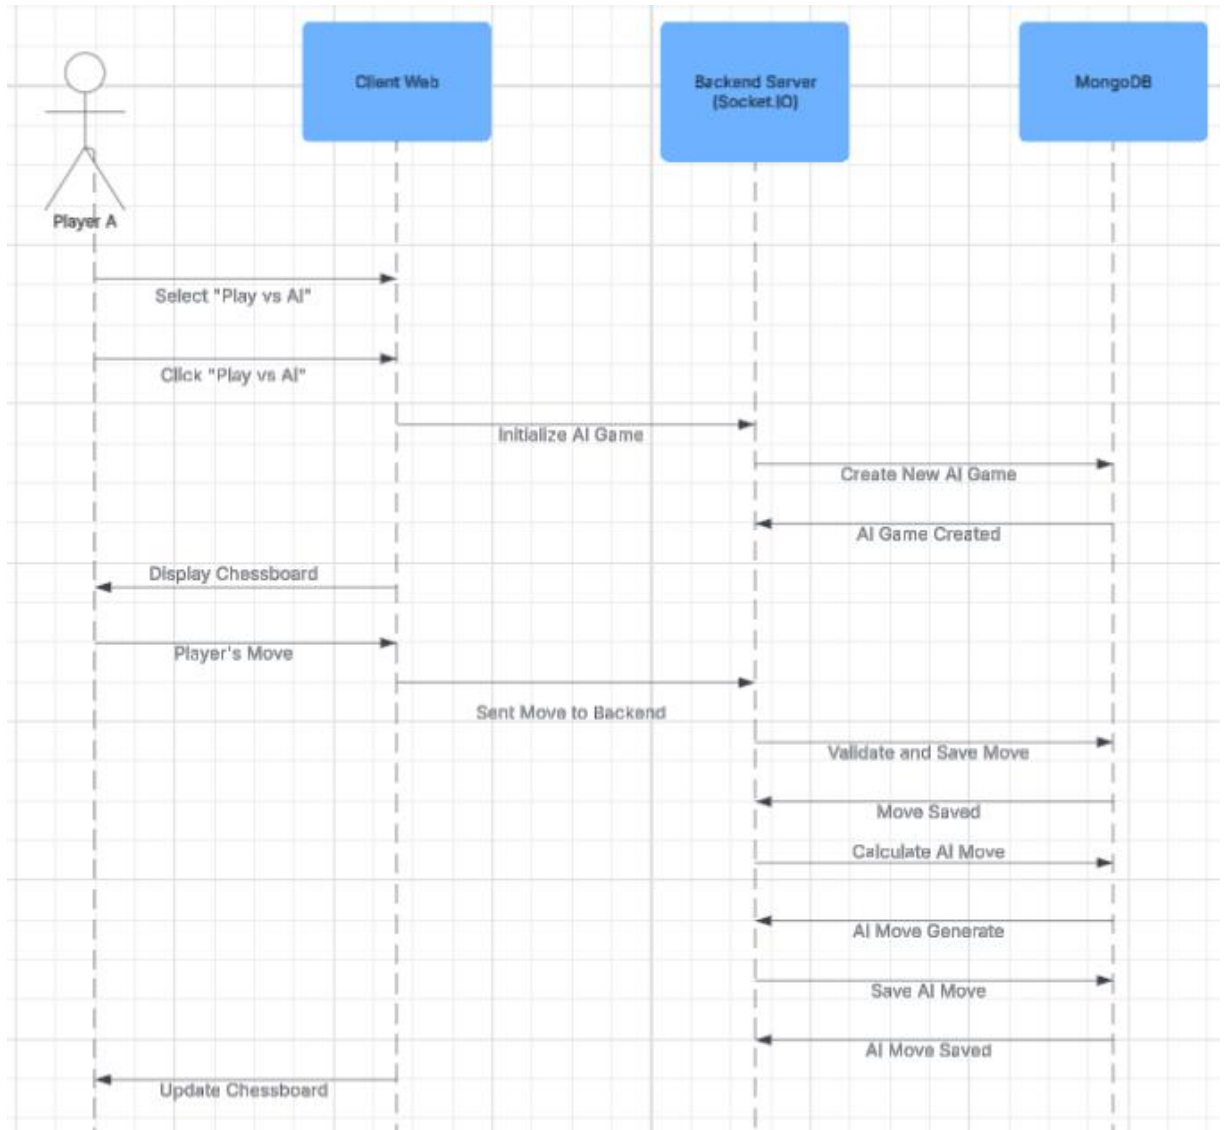 Client Web
Backend Server
(Socket.IO)
MongoDB
Player A
Select "Play vs AI"
Click "Play vs AI"
Initialize AI Game
Create New AI Game
AI Game Created
Display Chessboard
Player's Move
Sent Move to Backend
Validate and Save Move
Move Saved
Calculate AI Move
AI Move Generate
Save AI Move
AI Move Saved
Update Chessboard